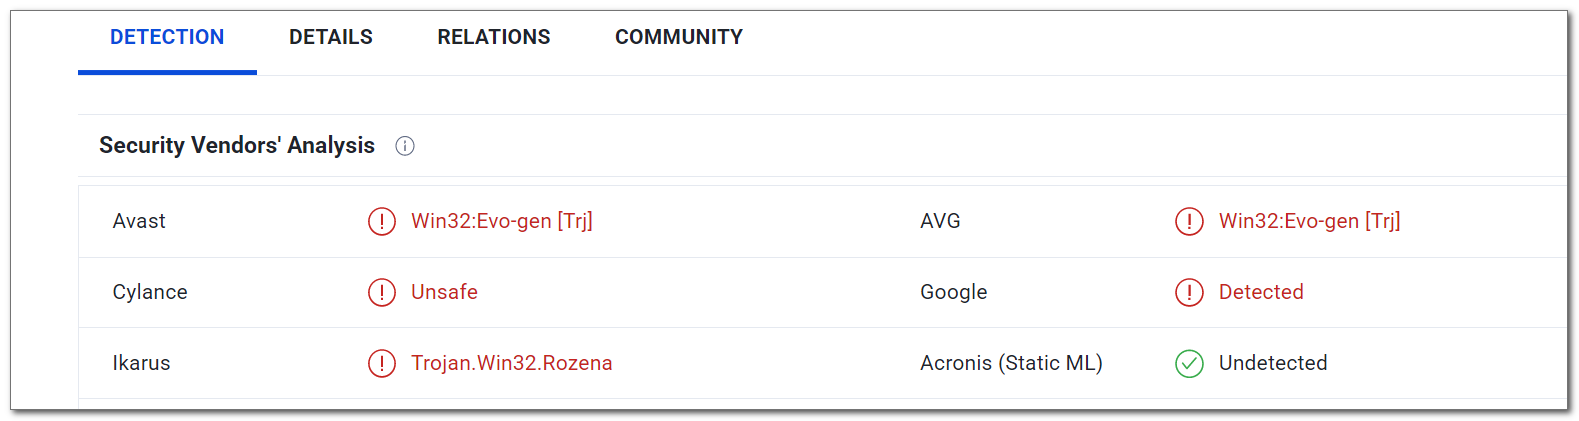 DETECTION DETAILS RELATIONS COMMUNITY
Security Vendors' Analysis
Avast Win32:Evo-gen [Trj] AVG Win32:Evo-gen [Trj]
Cylance Unsafe Google Detected
Ikarus Trojan.Win32.Rozena Acronis (Static ML) Undetected